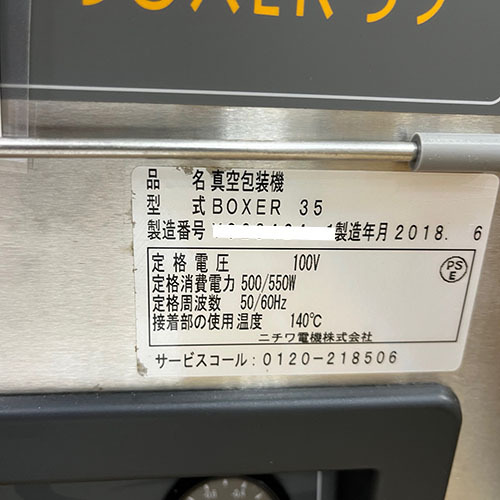 BOXER 35
品 名 真空包装機
型 式 BOXER 35
製造番号 製造年月 2018. 6
定格電圧 100V
定格消費電力 500/550W
定格周波数 50/60Hz
接着部の使用温度 140℃
PS
E
ニチワ電機株式会社
サービスコール:0120-218506